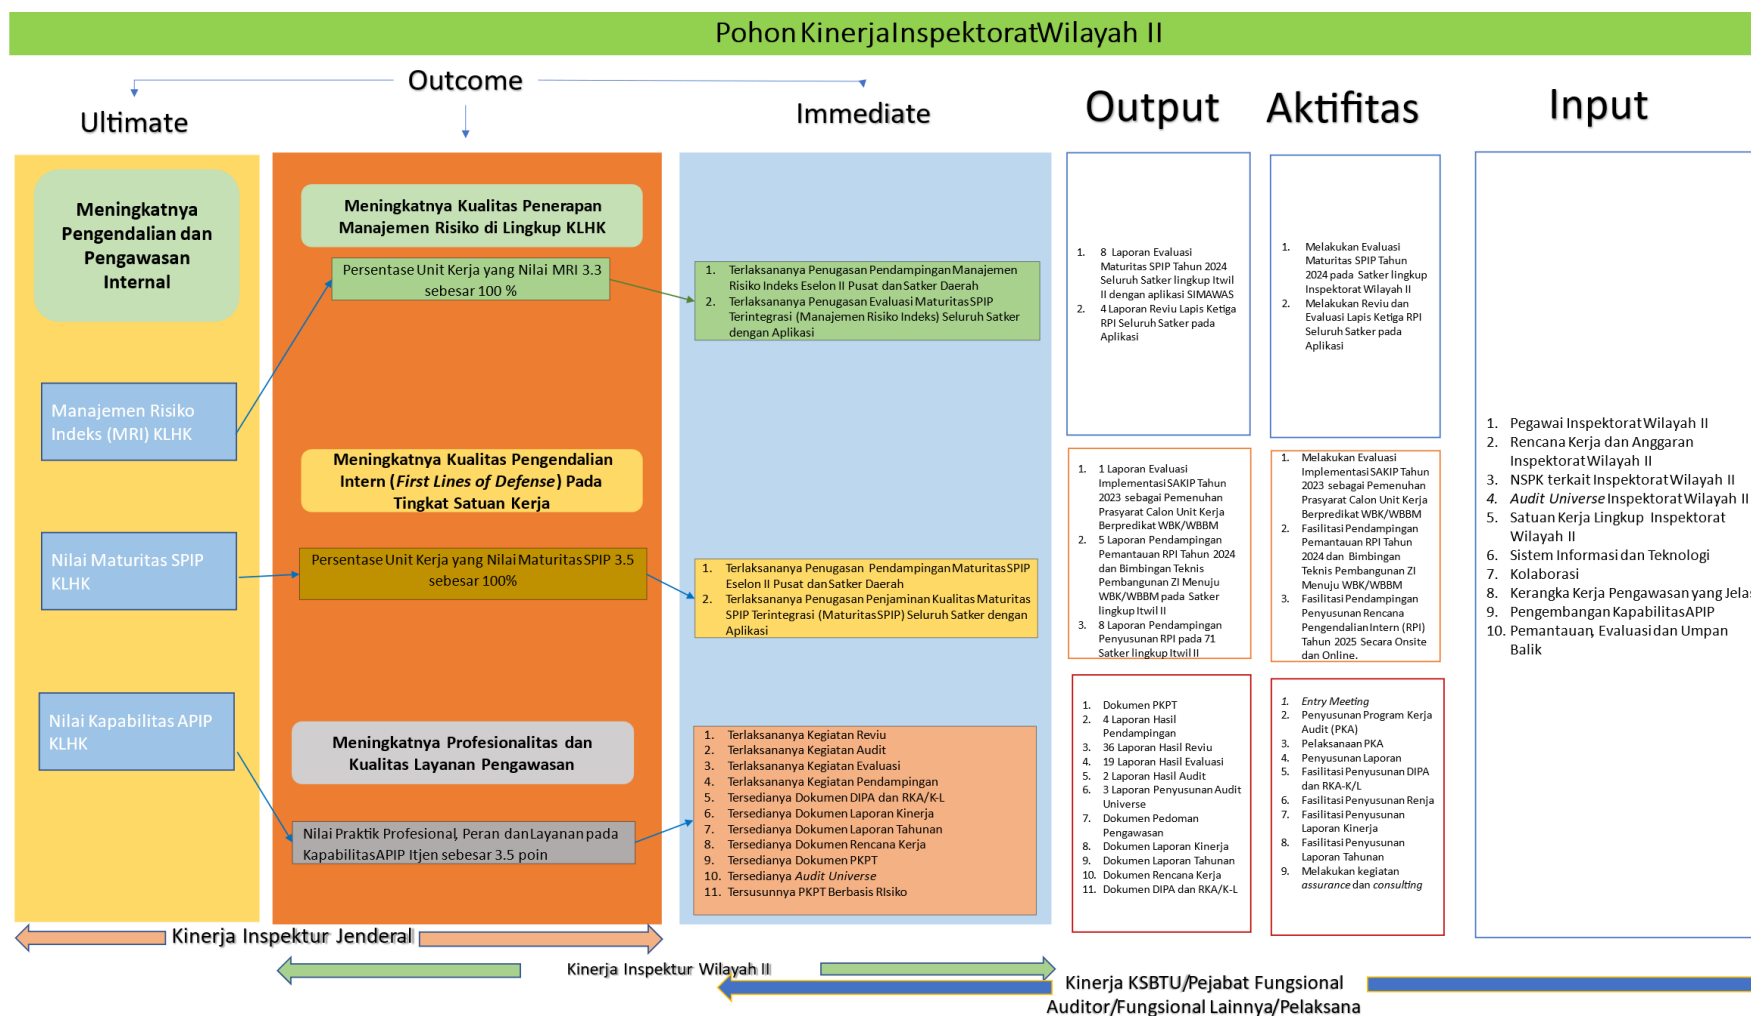 Pohon Kinerja Inspektorat Wilayah II
Outcome
Ultimate
Immediate
Output
Aktifitas
Input
Meningkatnya
Pengendalian dan
Pengawasan
Internal
Manajemen Risiko
Indeks (MRI) KLHK
Nilai Maturitas SPIP
KLHK
Nilai Kapabilitas APIP
KLHK
Meningkatnya Kualitas Penerapan
Manajemen Risiko di Lingkup KLHK
Persentase Unit Kerja yang Nilai MRI 3.3
sebesar 100 %
Meningkatnya Kualitas Pengendalian
Intern (First Lines of Defense) Pada
Tingkat Satuan Kerja
Persentase Unit Kerja yang Nilai Maturitas SPIP 3.5
sebesar 100%
Meningkatnya Profesionalitas dan
Kualitas Layanan Pengawasan
Nilai Praktik Profesional, Peran dan Layanan pada
Kapabilitas APIP Itjen sebesar 3.5 poin
1. Terlaksananya Penugasan Pendampingan Manajemen
Risiko Indeks Eselon II Pusat dan Satker Daerah
2. Terlaksananya Penugasan Evaluasi Maturitas SPIP
Terintegrasi (Manajemen Risiko Indeks) Seluruh Satker
dengan Aplikasi
1. Terlaksananya Penugasan Pendampingan Maturitas SPIP
Eselon II Pusat dan Satker Daerah
2. Terlaksananya Penugasan Penjaminan Kualitas Maturitas
SPIP Terintegrasi (Maturitas SPIP) Seluruh Satker dengan
Aplikasi
1. Terlaksananya Kegiatan Reviu
2. Terlaksananya Kegiatan Audit
3. Terlaksananya Kegiatan Evaluasi
4. Terlaksananya Kegiatan Pendampingan
5. Tersedianya Dokumen DIPA dan RKA/K-L
6. Tersedianya Dokumen Laporan Kinerja
7. Tersedianya Dokumen Laporan Tahunan
8. Tersedianya Dokumen Rencana Kerja
9. Tersedianya Dokumen PKPT
10. Tersedianya Audit Universe
11. Tersusunnya PKPT Berbasis RIsiko
1. 8 Laporan Evaluasi
Maturitas SPIP Tahun 2024
Seluruh Satker lingkup Itwil
II dengan aplikasi SIMAWAS
2. 4 Laporan Reviu Lapis Ketiga
RPI Seluruh Satker pada
Aplikasi
1. 1 Laporan Evaluasi
Implementasi SAKIP Tahun
2023 sebagai Pemenuhan
Prasyarat Calon Unit Kerja
Berpredikat WBK/WBBM
2. 5 Laporan Pendampingan
Pemantauan RPI Tahun 2024
dan Bimbingan Teknis
Pembangunan ZI Menuju
WBK/WBBM pada Satker
lingkup Itwil II
3. 8 Laporan Pendampingan
Penyusunan RPI pada 71
Satker lingkup Itwil II
1. Dokumen PKPT
2. 4 Laporan Hasil
Pendampingan
3. 36 Laporan Hasil Reviu
4. 19 Laporan Hasil Evaluasi
5. 2 Laporan Hasil Audit
6. 3 Laporan Penyusunan Audit
Universe
7. Dokumen Pedoman
Pengawasan
8. Dokumen Laporan Kinerja
9. Dokumen Laporan Tahunan
10. Dokumen Rencana Kerja
11. Dokumen DIPA dan RKA/K-L
1. Melakukan Evaluasi
Maturitas SPIP Tahun
2024 pada Satker lingkup
Inspektorat Wilayah II
2. Melakukan Reviu dan
Evaluasi Lapis Ketiga RPI
Seluruh Satker pada
Aplikasi
1. Melakukan Evaluasi
Implementasi SAKIP Tahun
2023 sebagai Pemenuhan
Prasyarat Calon Unit Kerja
Berpredikat WBK/WBBM
2. Fasilitasi Pendampingan
Pemantauan RPI Tahun
2024 dan Bimbingan
Teknis Pembangunan ZI
Menuju WBK/WBBM
3. Fasilitasi Pendampingan
Penyusunan Rencana
Pengendalian Intern (RPI)
Tahun 2025 Secara Onsite
dan Online.
1. Entry Meeting
2. Penyusunan Program Kerja
Audit (PKA)
3. Pelaksanaan PKA
4. Penyusunan Laporan
5. Fasilitasi Penyusunan DIPA
dan RKA-K/L
6. Fasilitasi Penyusunan Renja
7. Fasilitasi Penyusunan
Laporan Kinerja
8. Fasilitasi Penyusunan
Laporan Tahunan
9. Melakukan kegiatan
assurance dan consulting
1. Pegawai Inspektorat Wilayah II
2. Rencana Kerja dan Anggaran
Inspektorat Wilayah II
3. NSPK terkait Inspektorat Wilayah II
4. Audit Universe Inspektorat Wilayah II
5. Satuan Kerja Lingkup Inspektorat
Wilayah II
6. Sistem Informasi dan Teknologi
7. Kolaborasi
8. Kerangka Kerja Pengawasan yang Jelas
9. Pengembangan Kapabilitas APIP
10. Pemantauan, Evaluasi dan Umpan
Balik
Kinerja Inspektur Jenderal
Kinerja Inspektur Wilayah II
Kinerja KSBTU/Pejabat Fungsional
Auditor/Fungsional Lainnya/Pelaksana